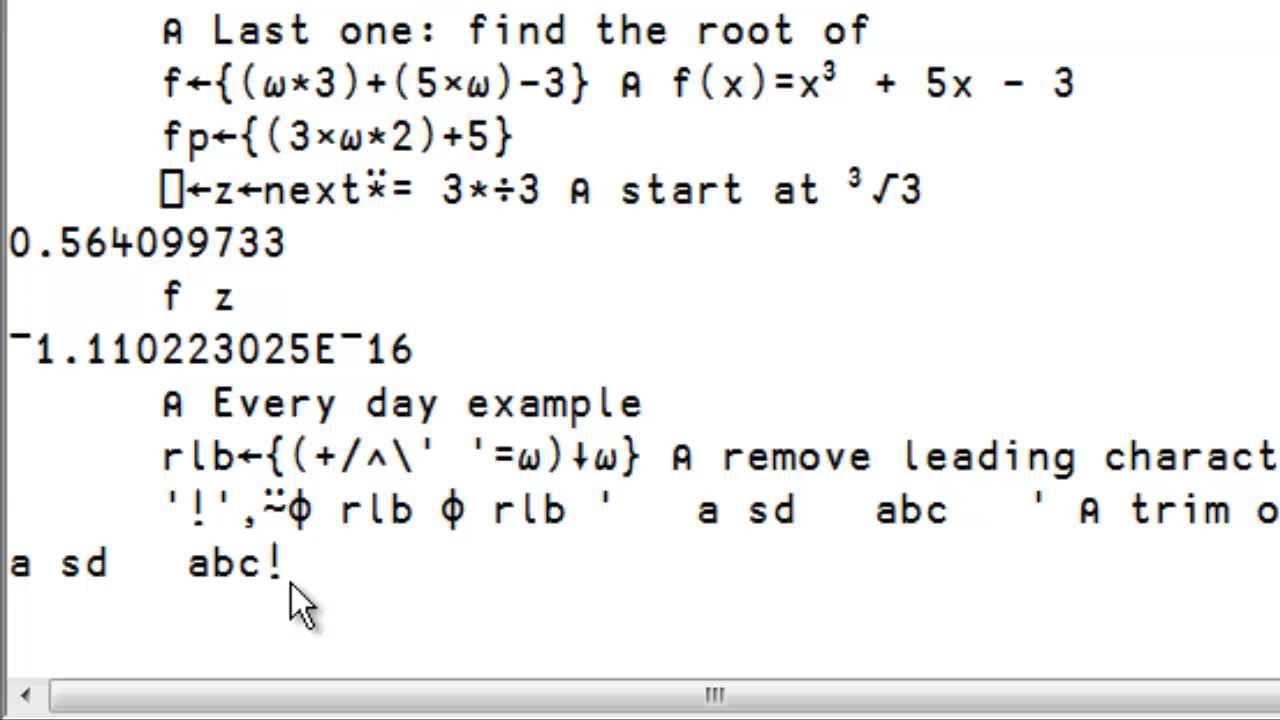 ⍝ Last one: find the root of
f←{(⍵*3)+(5×⍵)-3} ⍝ f(x)=x³ + 5x - 3
fp←{(3×⍵*2)+5}
⎕←z←next⍣= 3*÷3 ⍝ start at ³√3
0.564099733
f z
¯1.110223025E¯16
⍝ Every day example
rlb←{(+/∧\' '=⍵)↓⍵} ⍝ remove leading charact
'!',⍨⌽ rlb ⌽ rlb '   a sd   abc   ' ⍝ trim o
a sd   abc!